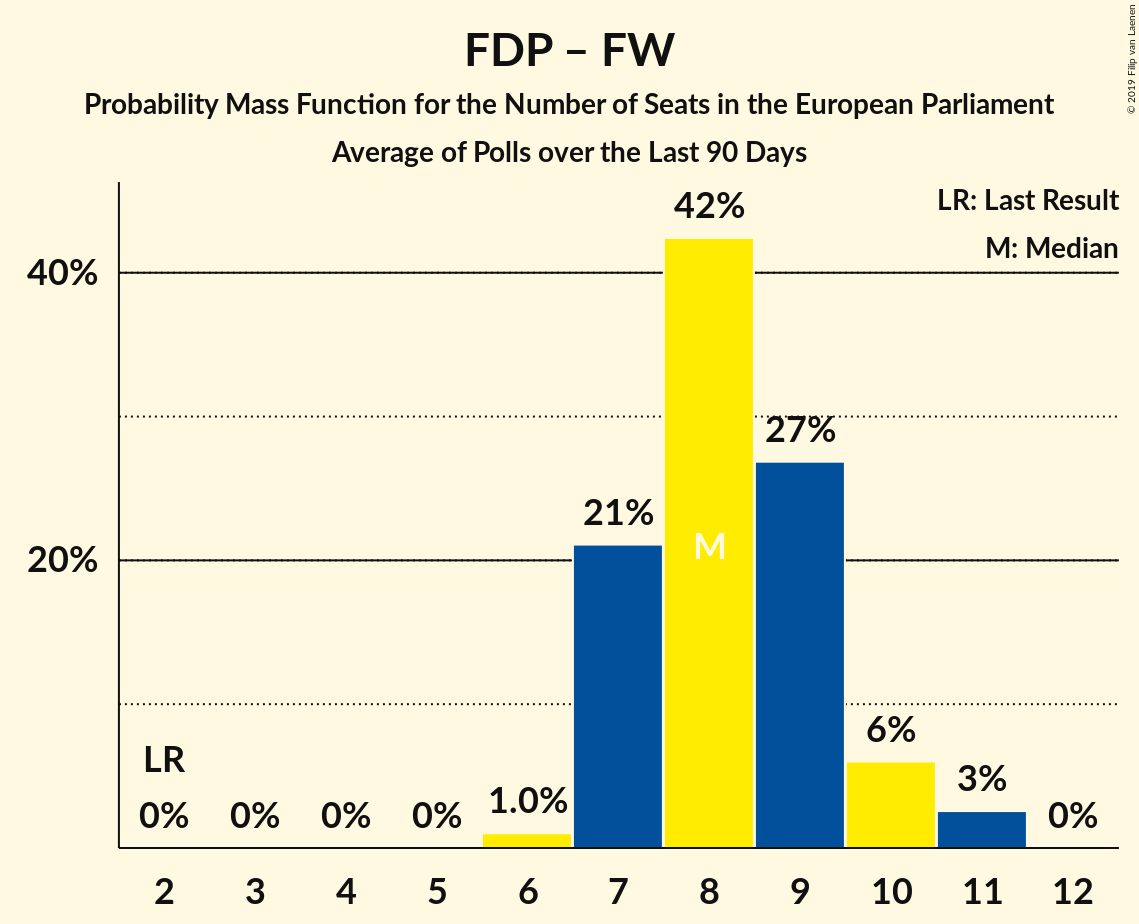 FDP – FW
Probability Mass Function for the Number of Seats in the European Parliament
Average of Polls over the Last 90 Days
© 2019 Filip van Laenen
LR: Last Result
M: Median
42%
40%
27%
21%
M
20%
6%
LR
3%
1.0%
0% 0% 0% 0% 0%
2 3 4 5 6 7 8 9 10 11 12